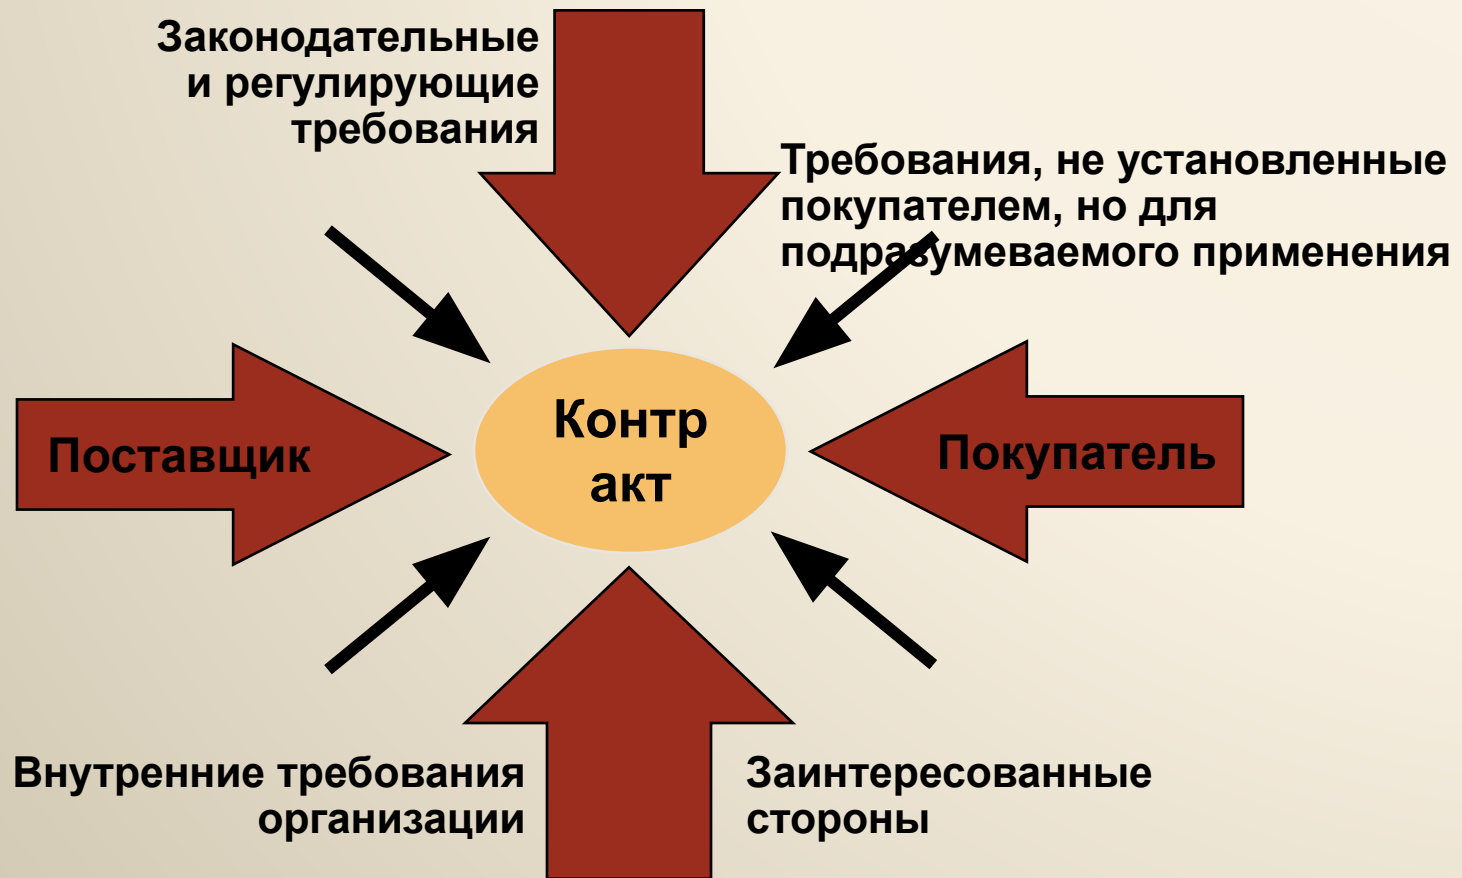 Законодательные
и регулирующие
требования
Требования, не установленные
покупателем, но для
подразумеваемого применения
Поставщик
Контр
акт
Покупатель
Внутренние требования
организации
Заинтересованные
стороны